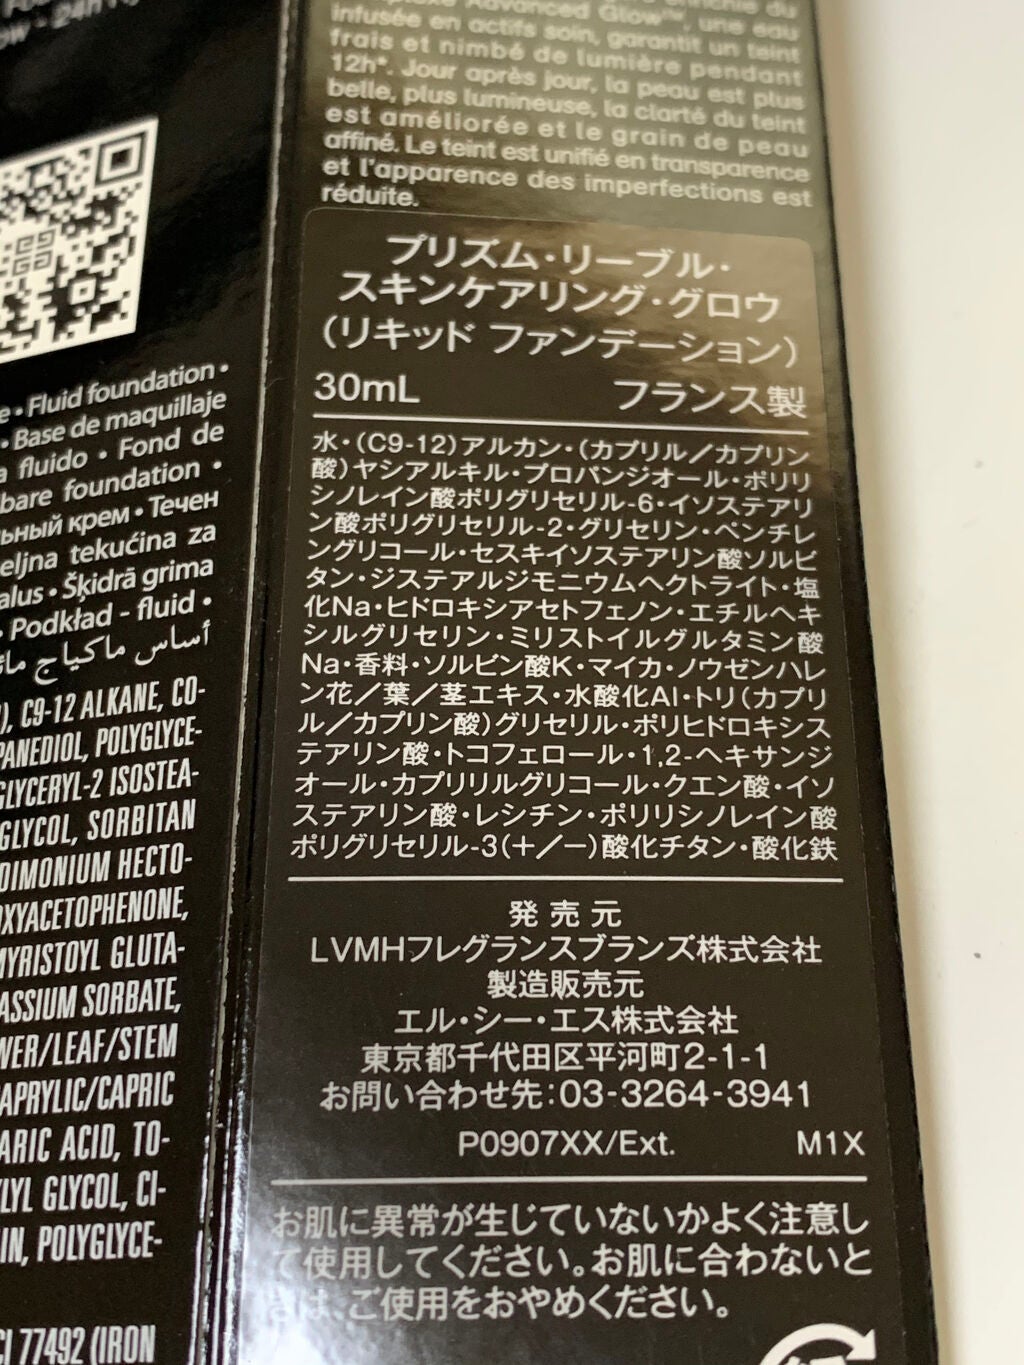 Advanced Glow™, une eau
infusée en actifs soin, garantit un teint
frais et nimbé de lumière pendant
12h*. Jour après jour, la peau est plus
belle, plus lumineuse, la clarté du teint
est améliorée et le grain de peau
affiné. Le teint est unifié en transparence
et l'apparence des imperfections est
réduite.
プリズム・リーブル・
スキンケアリング・グロウ
(リキッド ファンデーション)
30mL フランス製
水・(C9-12)アルカン・(カプリル/カプリン
酸)ヤシアルキル・プロパンジオール・ポリリ
シノレイン酸ポリグリセリル-6・イソステアリ
ン酸ポリグリセリル-2・グリセリン・ペンチレ
ングリコール・セスキイソステアリン酸ソルビ
タン・ジステアルジモニウムヘクトライト・塩
化Na・ヒドロキシアセトフェノン・エチルヘキ
シルグリセリン・ミリストイルグルタミン酸
Na・香料・ソルビン酸K・マイカ・ノウゼンハレ
ン花/葉/茎エキス・水酸化Al・トリ(カプリ
ル/カプリン酸)グリセリル・ポリヒドロキシス
テアリン酸・トコフェロール・1,2-ヘキサンジ
オール・カプリリルグリコール・クエン酸・イソ
ステアリン酸・レシチン・ポリリシノレイン酸
ポリグリセリル-3(+/−)酸化チタン・酸化鉄
発売元
LVMHフレグランスブランズ株式会社
製造販売元
エル・シー・エス株式会社
東京都千代田区平河町2-1-1
お問い合わせ先:03-3264-3941
P0907XX/Ext. M1X
お肌に異常が生じていないかよく注意し
て使用してください。お肌に合わないと
きは、ご使用をおやめください。
• Fluid foundation •
• Base de maquillaje
fluido • Fond de
bare foundation •
крем • Течен
tekućina za
• Šķidrā grima
• Podkład - fluid •
أساس ماكياج
C9-12 ALKANE, CO-
PANEDIOL, POLYGLYCE-
GLYCERYL-2 ISOSTEA-
GLYCOL, SORBITAN
DIMONIUM HECTO-
OXYACETOPHENONE,
MYRISTOYL GLUTA-
ASSIUM SORBATE,
WER/LEAF/STEM
CAPRYLIC/CAPRIC
ARIC ACID, TO-
LYL GLYCOL, CI-
IN, POLYGLYCE-
CI 77492 (IRON